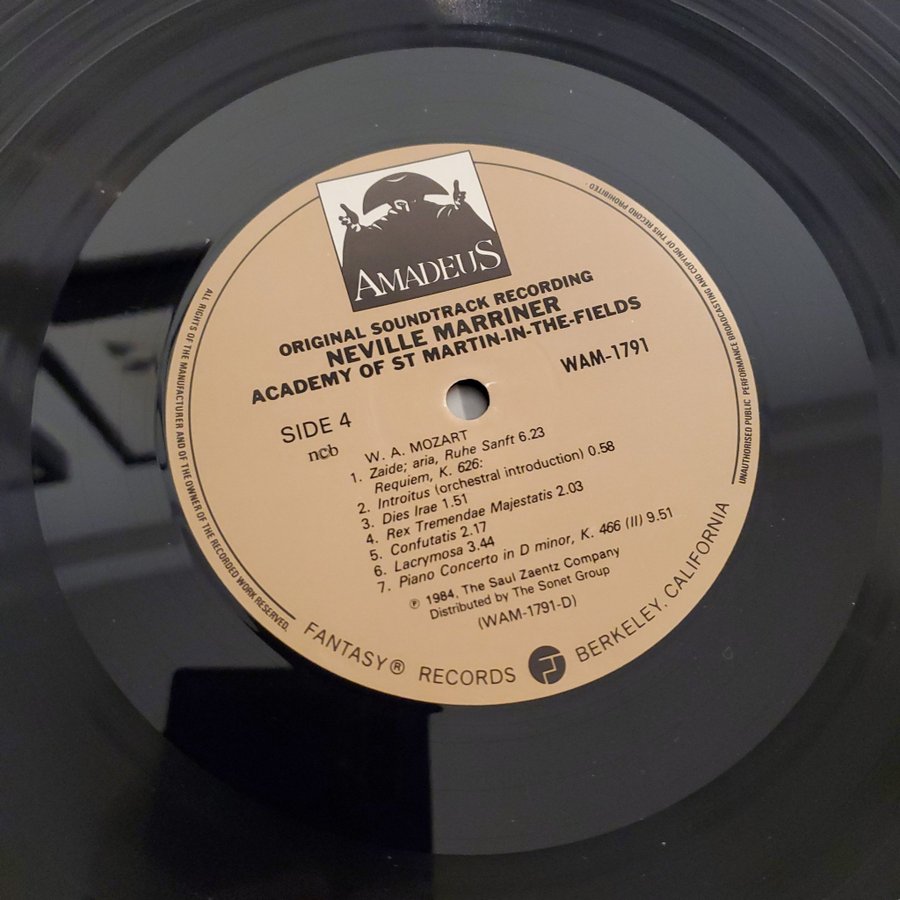 AMADEUS
ORIGINAL SOUNDTRACK RECORDING
NEVILLE MARRINER
ACADEMY OF ST MARTIN-IN-THE-FIELDS
WAM-1791
SIDE 4
ncb
W. A. MOZART
1. Zaide; aria, Ruhe Sanft 6.23
Requiem, K. 626:
2. Introitus (orchestral introduction) 0.58
3. Dies Irae 1.51
4. Rex Tremendae Majestatis 2.03
5. Confutatis 2.17
6. Lacrymosa 3.44
7. Piano Concerto in D minor, K. 466 (II) 9.51
℗ 1984, The Saul Zaentz Company
Distributed by The Sonet Group
(WAM-1791-D)
FANTASY® RECORDS BERKELEY, CALIFORNIA
ALL RIGHTS OF THE MANUFACTURER AND OF THE OWNER OF THE RECORDED WORK RESERVED.
UNAUTHORISED PUBLIC PERFORMANCE BROADCASTING AND COPYING OF THIS RECORD PROHIBITED.